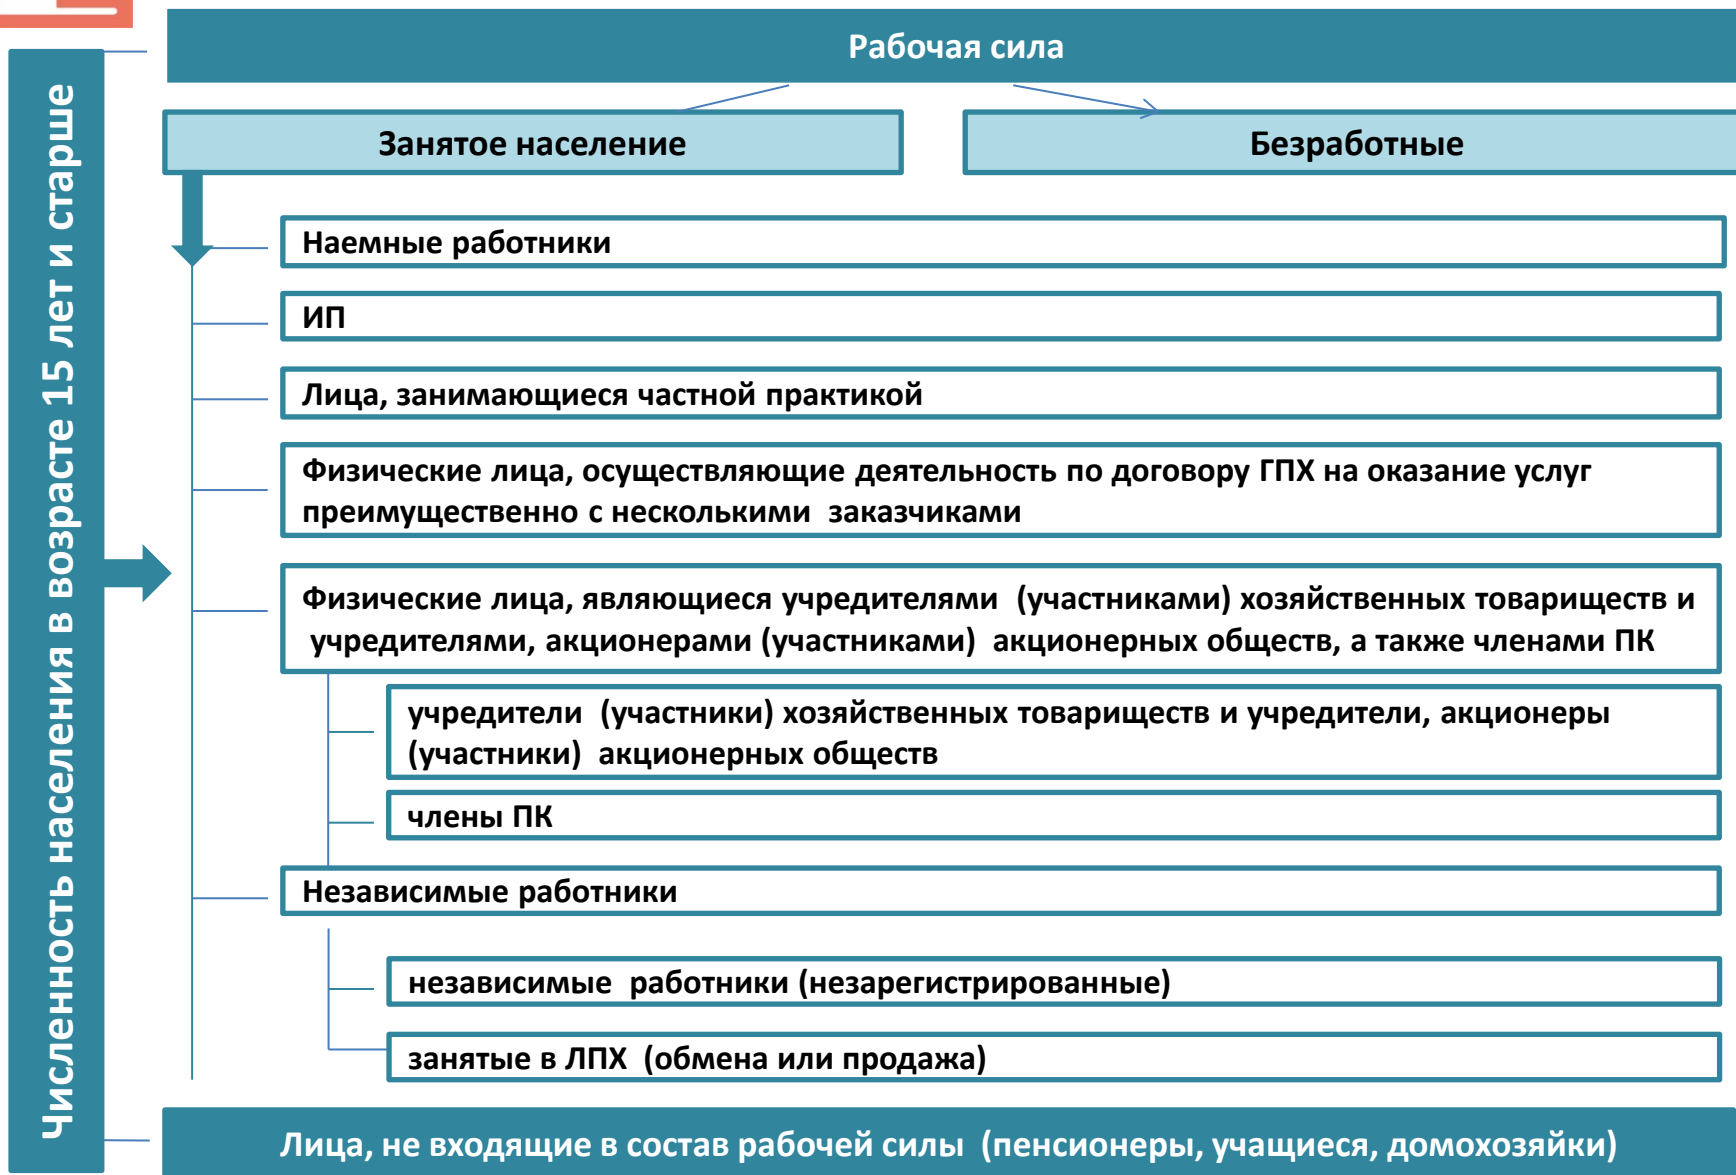 Рабочая сила
Численность населения в возрасте 15 лет и старше
Занятое население
Безработные
Наемные работники
ИП
Лица, занимающиеся частной практикой
Физические лица, осуществляющие деятельность по договору ГПХ на оказание услуг
преимущественно с несколькими заказчиками
Физические лица, являющиеся учредителями (участниками) хозяйственных товариществ и
учредителями, акционерами (участниками) акционерных обществ, а также членами ПК
учредители (участники) хозяйственных товариществ и учредители, акционеры
(участники) акционерных обществ
члены ПК
Независимые работники
независимые работники (незарегистрированные)
занятые в ЛПХ (обмена или продажа)
Лица, не входящие в состав рабочей силы (пенсионеры, учащиеся, домохозяйки)